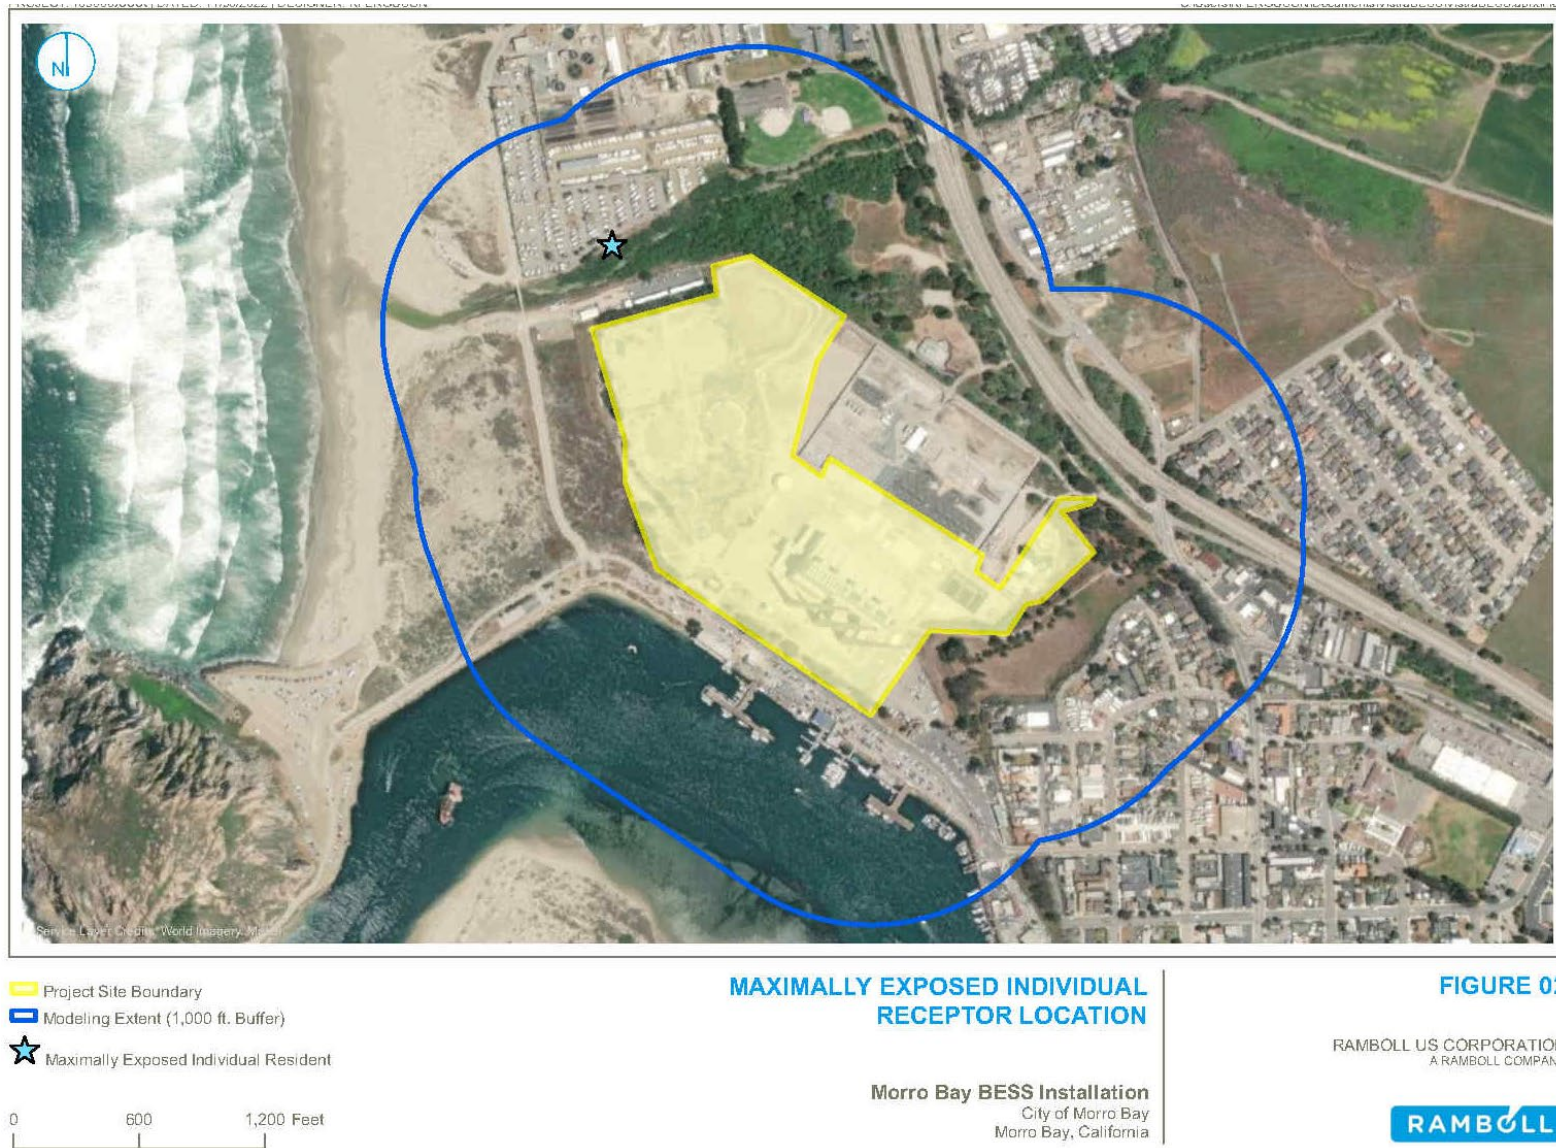 N
Service Layer Credits: World Imagery:
Project Site Boundary
Modeling Extent (1,000 ft. Buffer)
Maximally Exposed Individual Resident
0 600 1,200 Feet
MAXIMALLY EXPOSED INDIVIDUAL
RECEPTOR LOCATION
Morro Bay BESS Installation
City of Morro Bay
Morro Bay, California
FIGURE 02
RAMBOLL US CORPORATIO
A RAMBOLL COMPAN
RAMBOLL